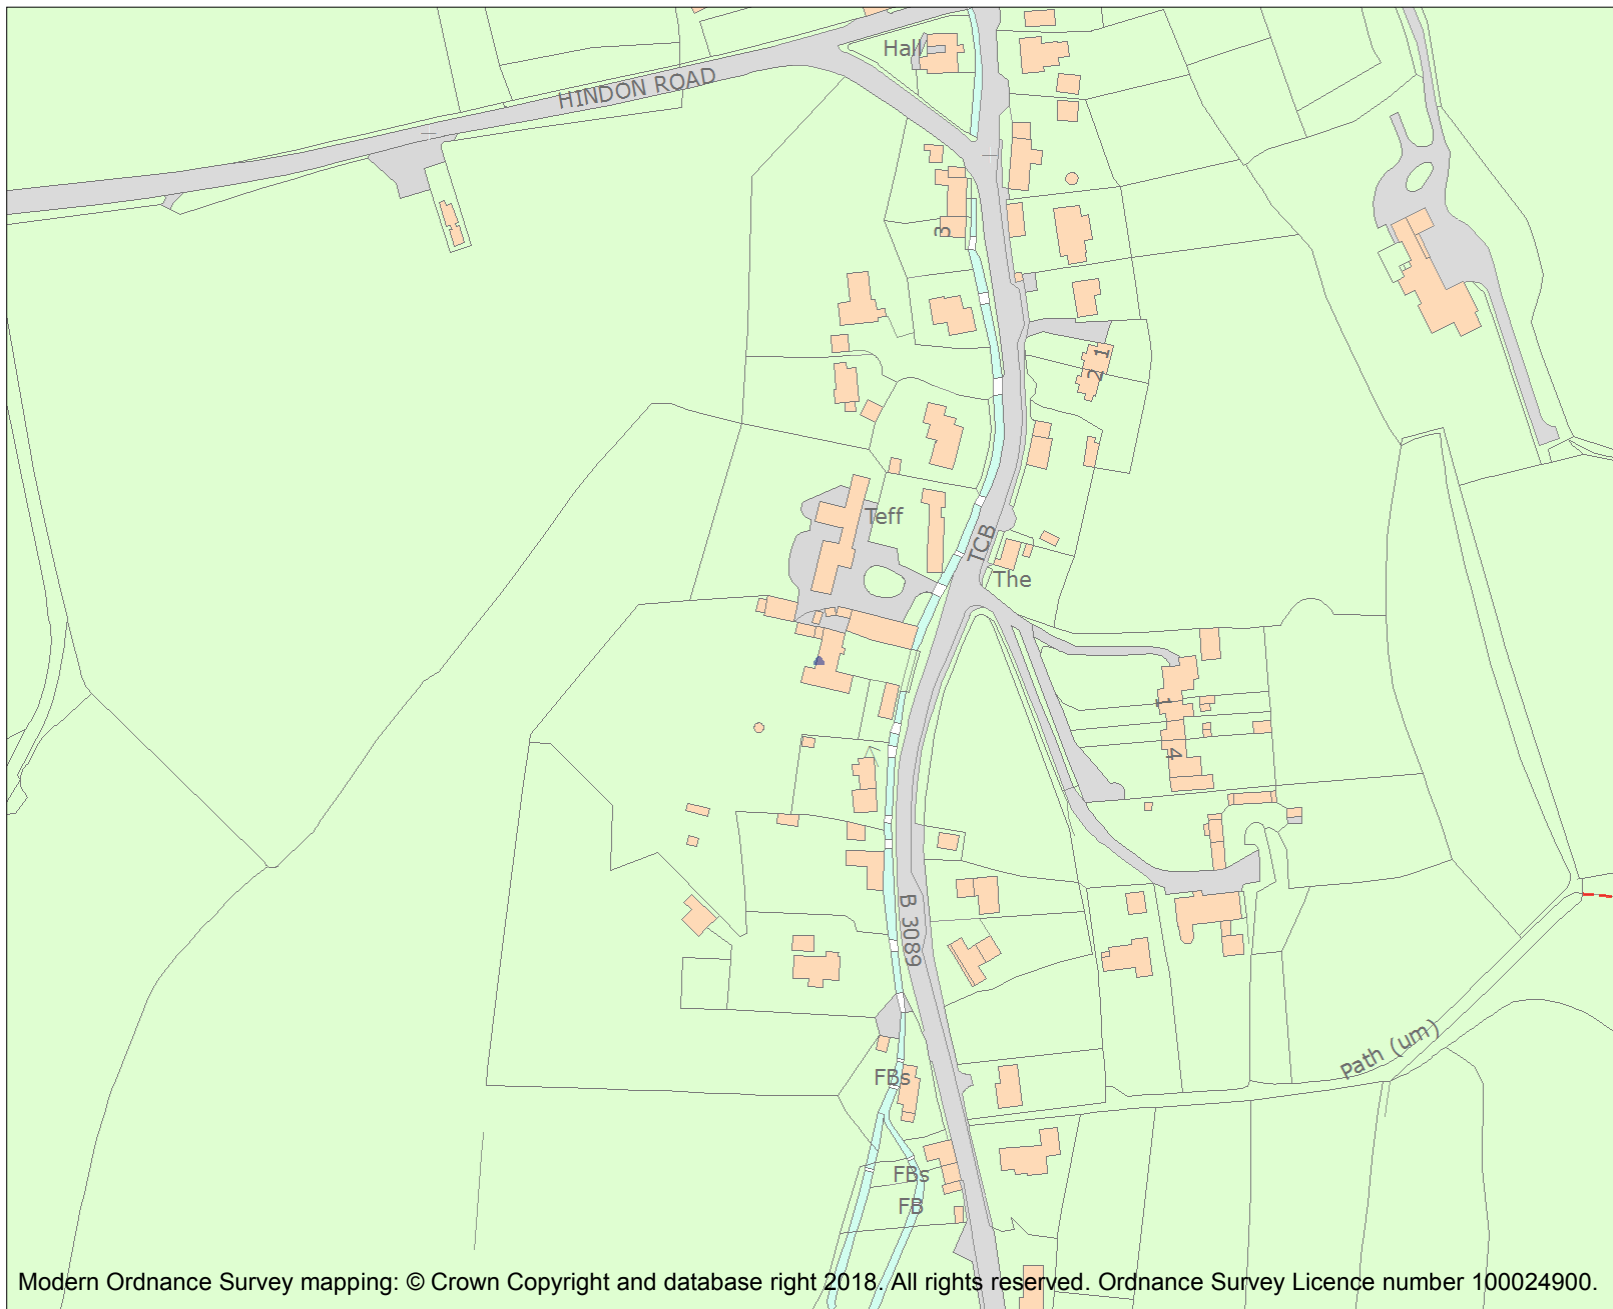 Hall
HINDON ROAD
3
1
2
Teff
TCB
The
1
4
B 3089
Path (um)
FBs
FBs
FB
Modern Ordnance Survey mapping: © Crown Copyright and database right 2018. All rights reserved. Ordnance Survey Licence number 100024900.